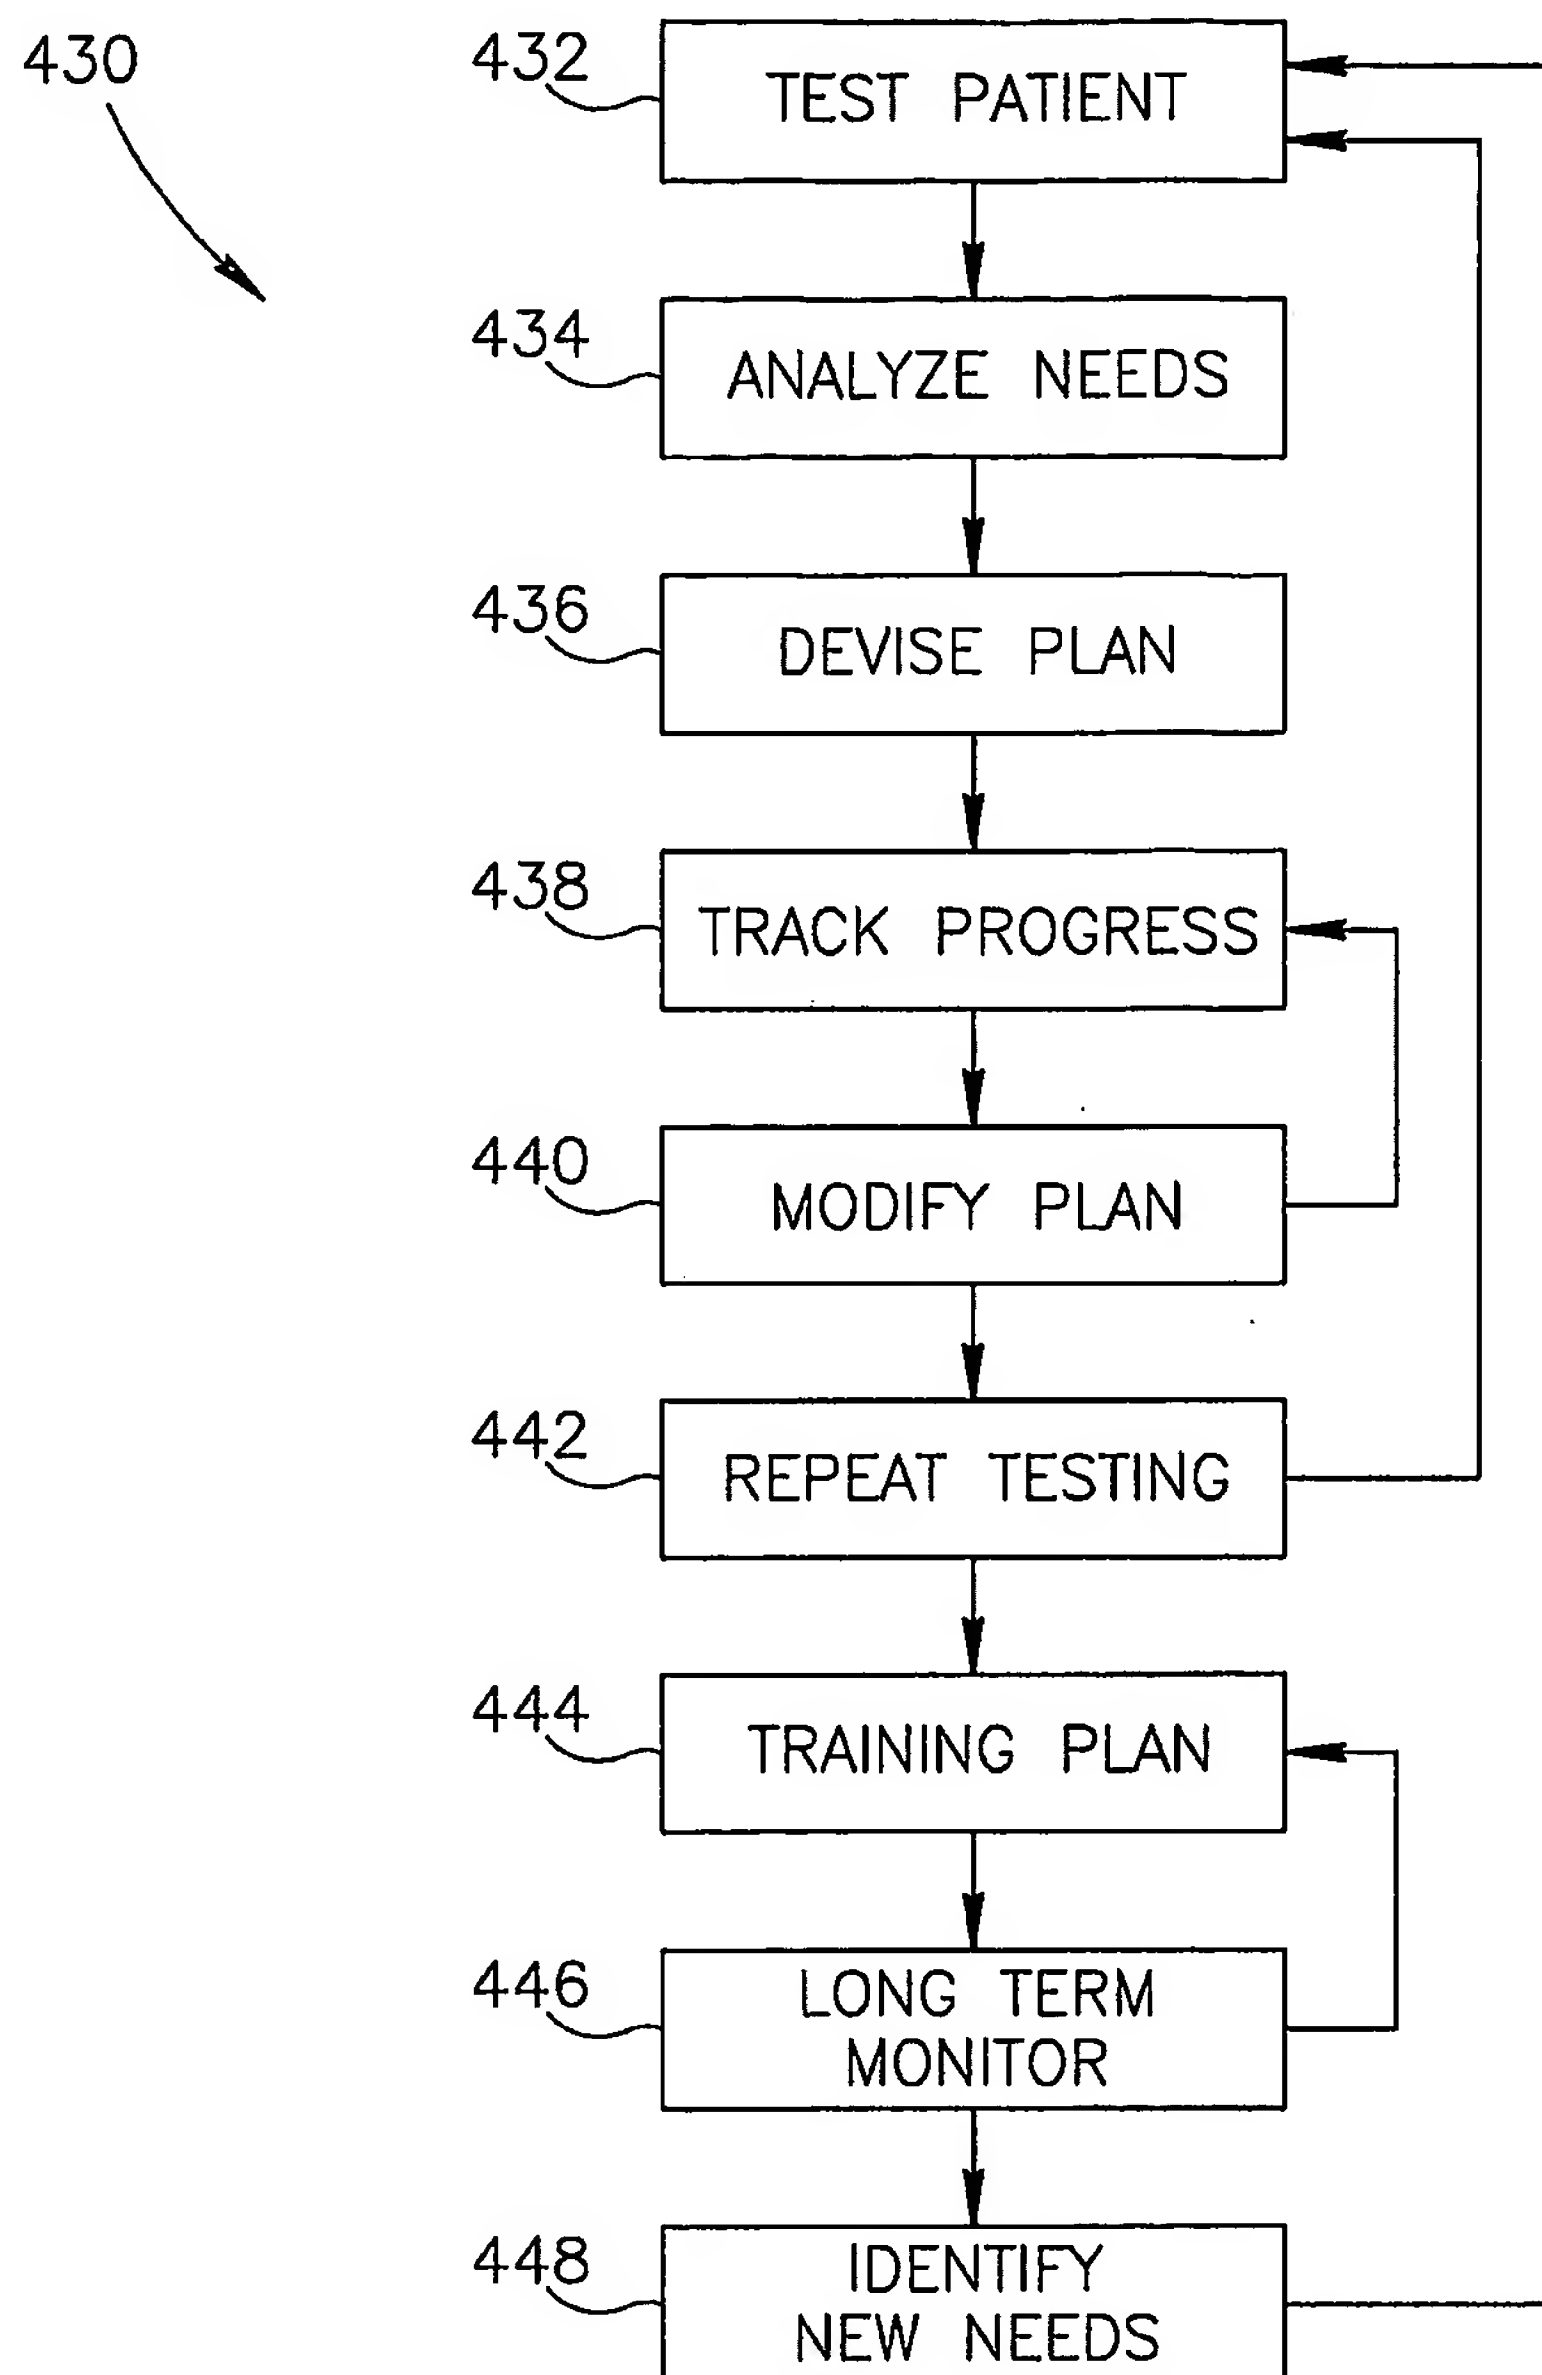 430
432
TEST PATIENT
434
ANALYZE NEEDS
436
DEVISE PLAN
438
TRACK PROGRESS
440
MODIFY PLAN
442
REPEAT TESTING
444
TRAINING PLAN
446
LONG TERM
MONITOR
448
IDENTIFY
NEW NEEDS